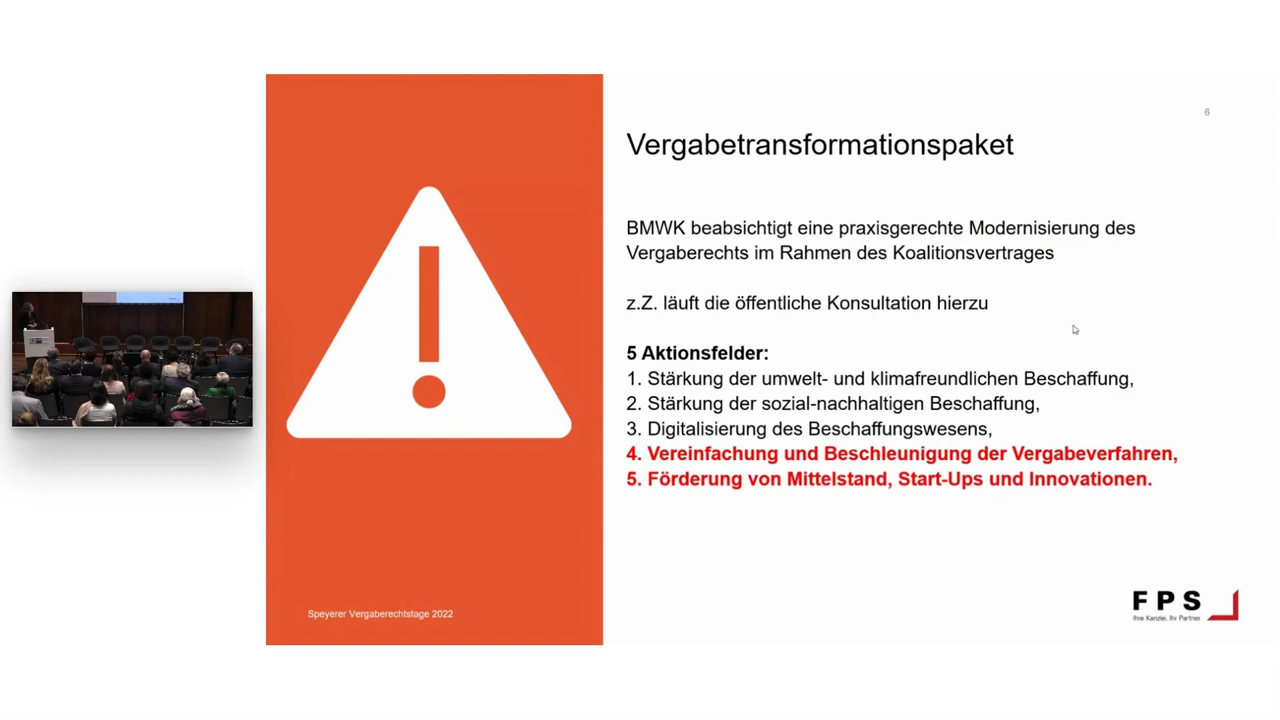 6
Vergabetransformationspaket
BMWK beabsichtigt eine praxisgerechte Modernisierung des
Vergaberechts im Rahmen des Koalitionsvertrages
z.Z. läuft die öffentliche Konsultation hierzu
5 Aktionsfelder:
1. Stärkung der umwelt- und klimafreundlichen Beschaffung,
2. Stärkung der sozial-nachhaltigen Beschaffung,
3. Digitalisierung des Beschaffungswesens,
4. Vereinfachung und Beschleunigung der Vergabeverfahren,
5. Förderung von Mittelstand, Start-Ups und Innovationen.
Speyerer Vergaberechtstage 2022
FPS
Ihre Kanzlei. Ihr Partner.